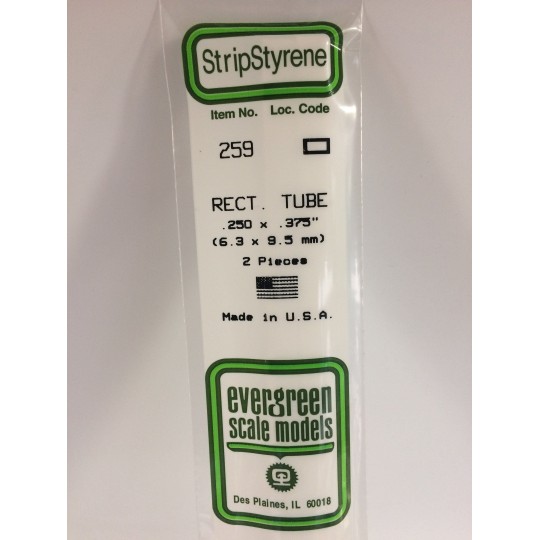 StripStyrene
Item No. Loc. Code
259
RECT. TUBE
.250 x .375"
(6.3 x 9.5 mm)
2 Pieces
Made in U.S.A.
evergreen
scale models
Des Plaines, IL 60018